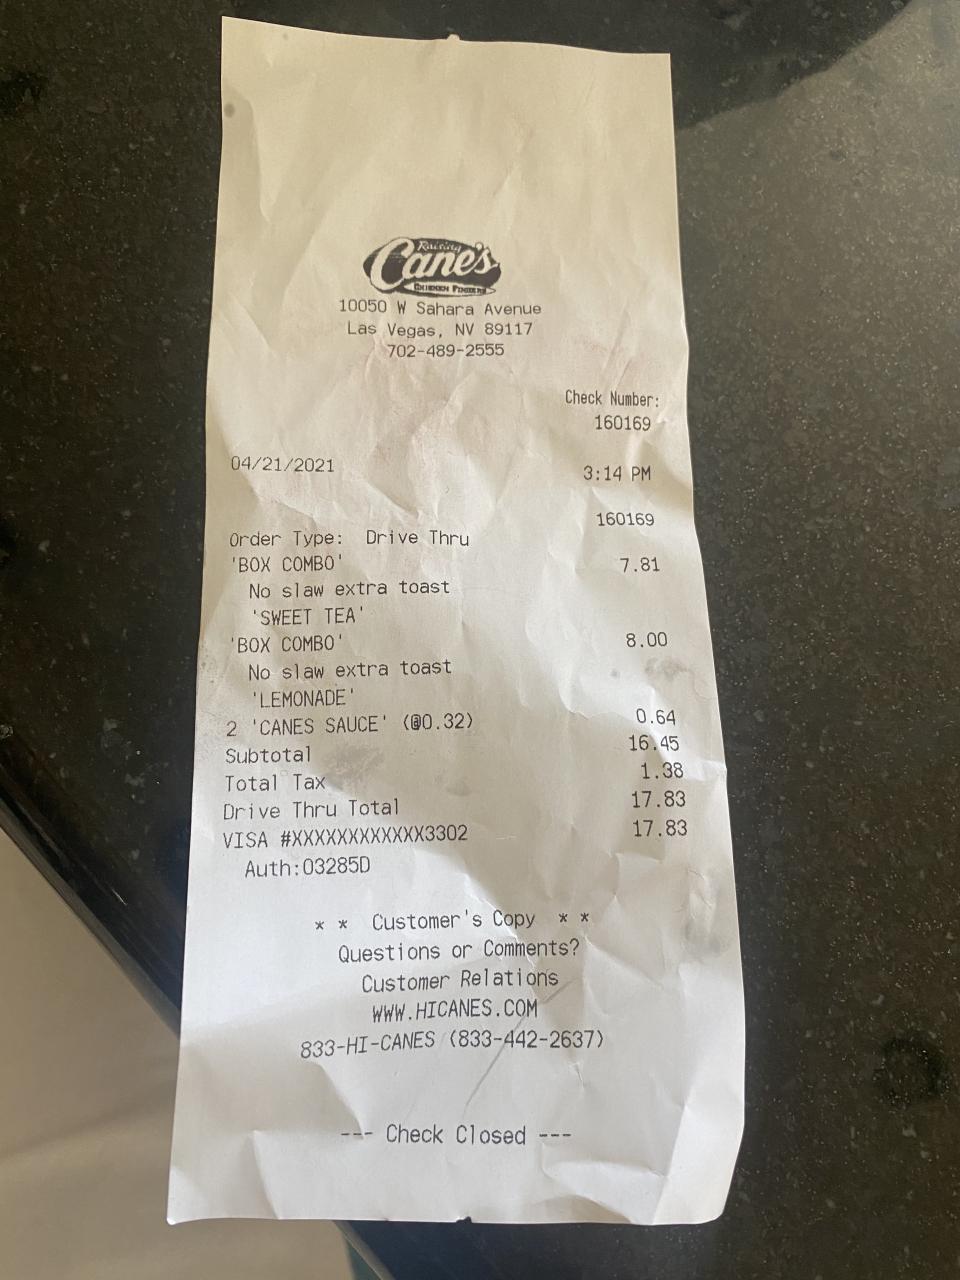 Raising
Cane's
CHICKEN FINGERS
10050 W Sahara Avenue
Las Vegas, NV 89117
702-489-2555
Check Number:
160169
04/21/2021 3:14 PM
160169
Order Type: Drive Thru
'BOX COMBO' 7.81
No slaw extra toast
'SWEET TEA'
'BOX COMBO' 8.00
No slaw extra toast
'LEMONADE'
2 'CANES SAUCE' (@0.32) 0.64
Subtotal 16.45
Total Tax 1.38
Drive Thru Total 17.83
VISA #XXXXXXXXXXXX3302 17.83
Auth:03285D
* * Customer's Copy * *
Questions or Comments?
Customer Relations
WWW.HICANES.COM
833-HI-CANES (833-442-2637)
--- Check Closed ---